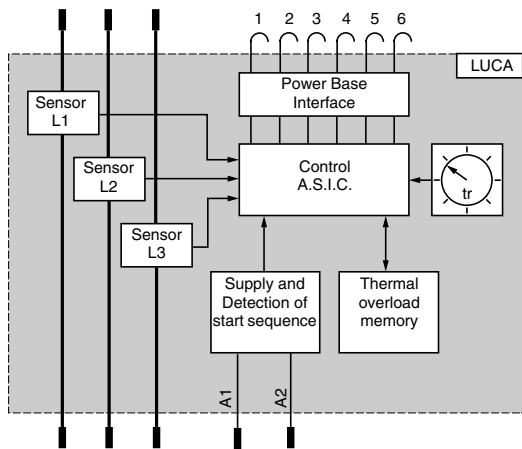 1 2 3 4 5 6
LUCA
Power Base
Interface
Sensor
L1
Control
A.S.I.C.
Sensor
L2
tr
Sensor
L3
Supply and
Detection of
start sequence
Thermal
overload
memory
A1
A2